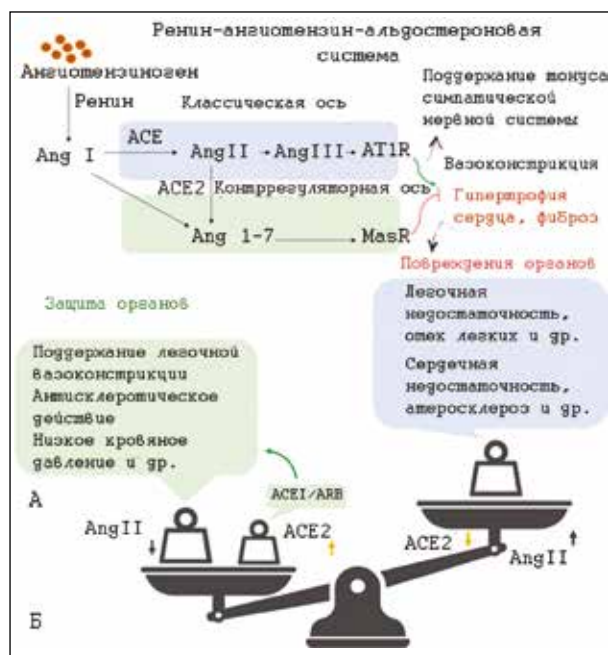 Ренин-ангиотензин-альдостероновая
система
Ангиотензиноген
Ренин
Классическая ось
Поддержание тонуса
симпатической
нервной системы
Ang I
ACE
AngII
AngIII
AT1R
Вазоконстрикция
ACE2
Контррегуляторная ось
Гипертрофия
сердца, фиброз
Ang 1-7
MasR
Повреждения органов
Защита органов
Легочная
недостаточность,
отек легких и др.
Сердечная
недостаточность,
атеросклероз и др.
Поддержание легочной
вазоконстрикции
Антисклеротическое
действие
Низкое кровяное
давление и др.
ACEI/ARB
А
AngII
ACE2
ACE2
AngII
Б